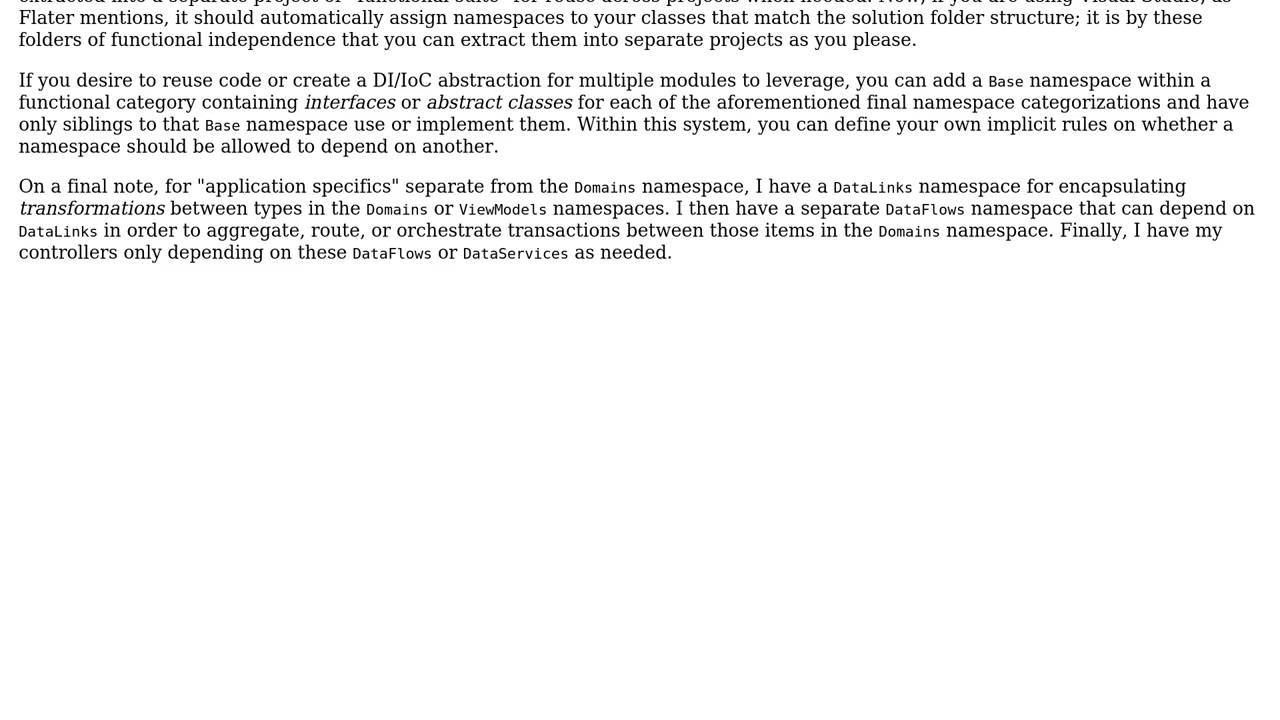 Flater mentions, it should automatically assign namespaces to your classes that match the solution folder structure; it is by these
folders of functional independence that you can extract them into separate projects as you please.
If you desire to reuse code or create a DI/IoC abstraction for multiple modules to leverage, you can add a Base namespace within a
functional category containing interfaces or abstract classes for each of the aforementioned final namespace categorizations and have
only siblings to that Base namespace use or implement them. Within this system, you can define your own implicit rules on whether a
namespace should be allowed to depend on another.
On a final note, for "application specifics" separate from the Domains namespace, I have a DataLinks namespace for encapsulating
transformations between types in the Domains or ViewModels namespaces. I then have a separate DataFlows namespace that can depend on
DataLinks in order to aggregate, route, or orchestrate transactions between those items in the Domains namespace. Finally, I have my
controllers only depending on these DataFlows or DataServices as needed.